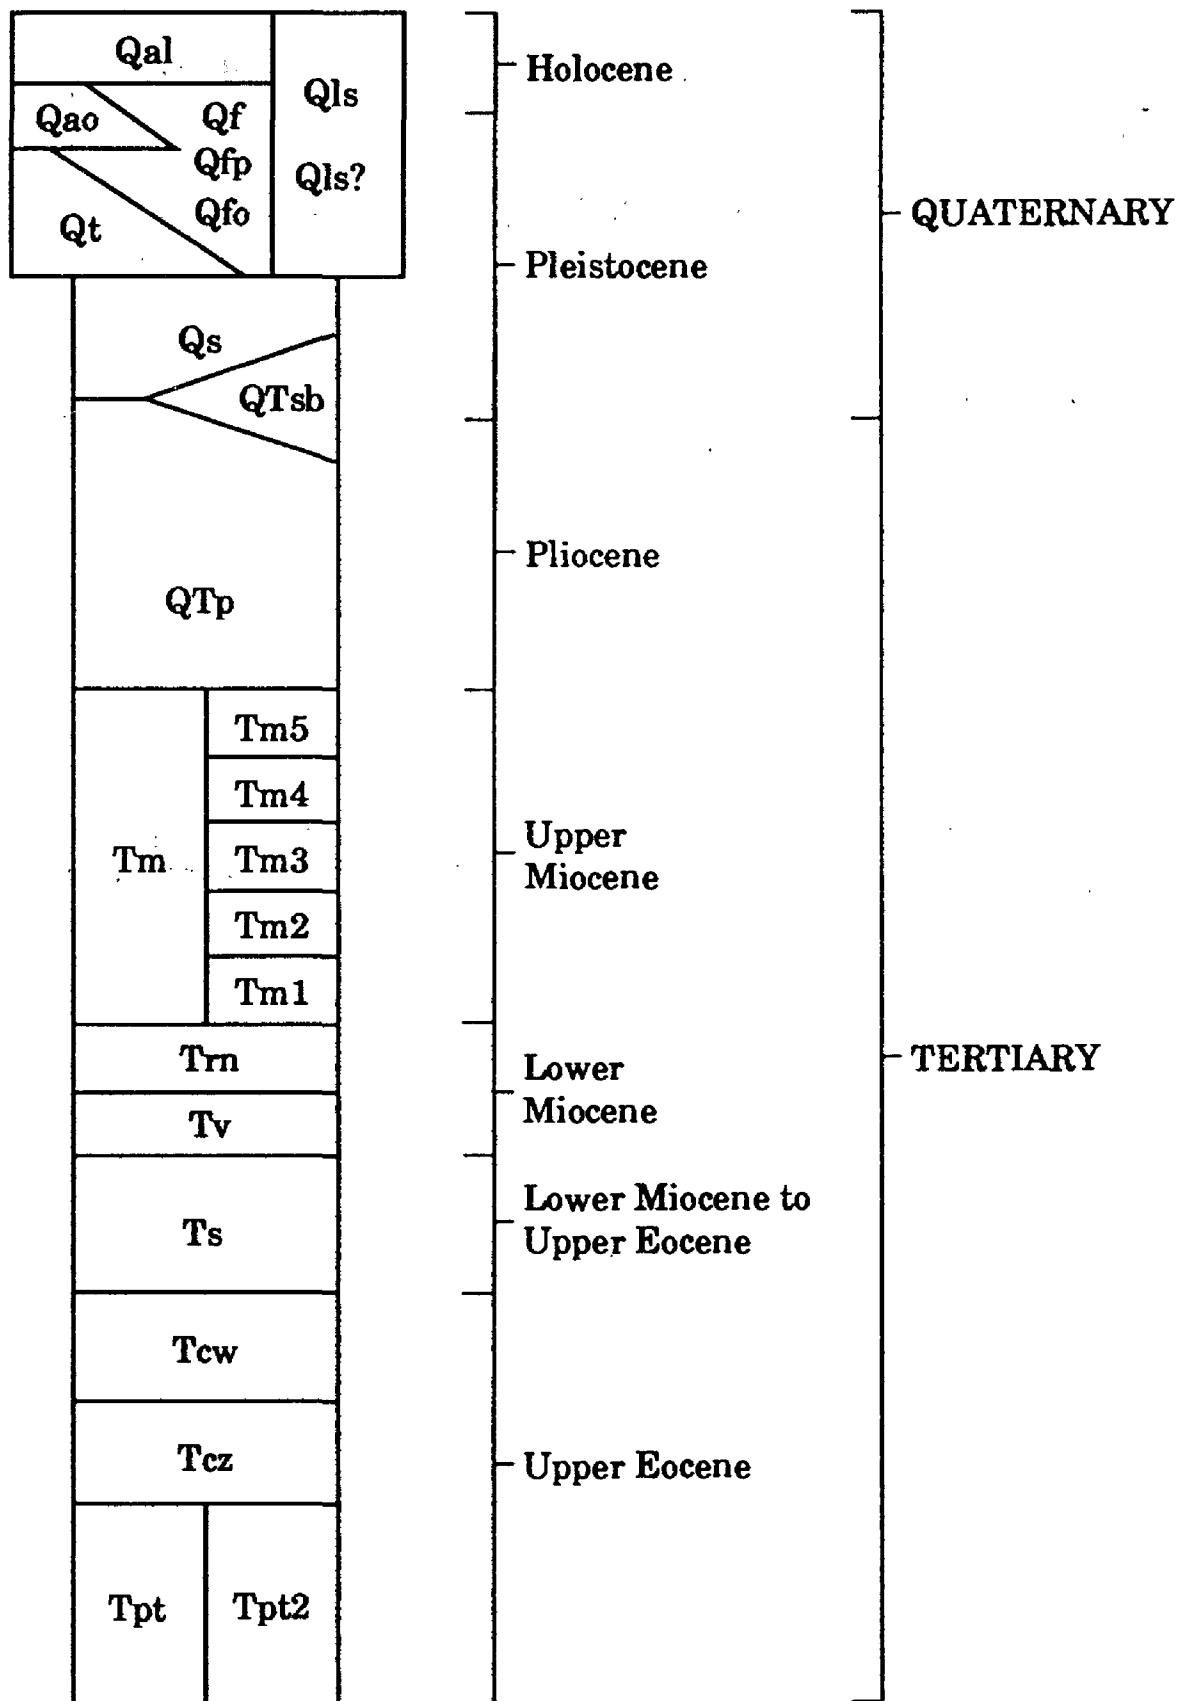 Qal
Qls
Qao
Qf
Qfp
Qls?
Qfo
Qt
Qs
QTsb
QTp
Tm
Tm5
Tm4
Tm3
Tm2
Tm1
Trn
Tv
Ts
Tcw
Tcz
Tpt
Tpt2
Holocene
Pleistocene
Pliocene
Upper
Miocene
Lower
Miocene
Lower Miocene to
Upper Eocene
Upper Eocene
QUATERNARY
TERTIARY